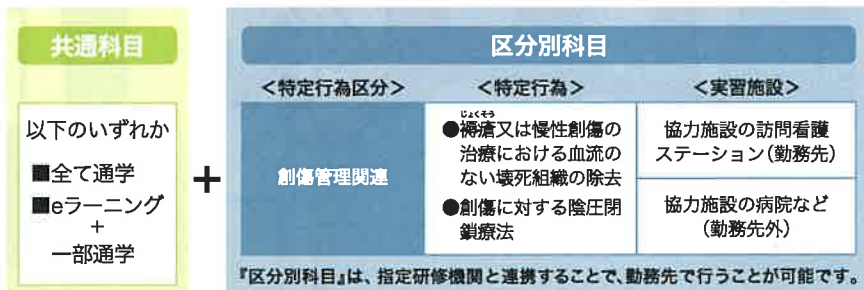 共通科目
以下のいずれか
■全て通学
■eラーニング
+
一部通学
+
区分別科目
<特定行為区分>
<特定行為>
<実習施設>
創傷管理関連
じょくそう
●褥瘡又は慢性創傷の
治療における血流の
ない壊死組織の除去
●創傷に対する陰圧閉
鎖療法
協力施設の訪問看護
ステーション(勤務先)
協力施設の病院など
(勤務先外)
『区分別科目』は、指定研修機関と連携することで、勤務先で行うことが可能です。